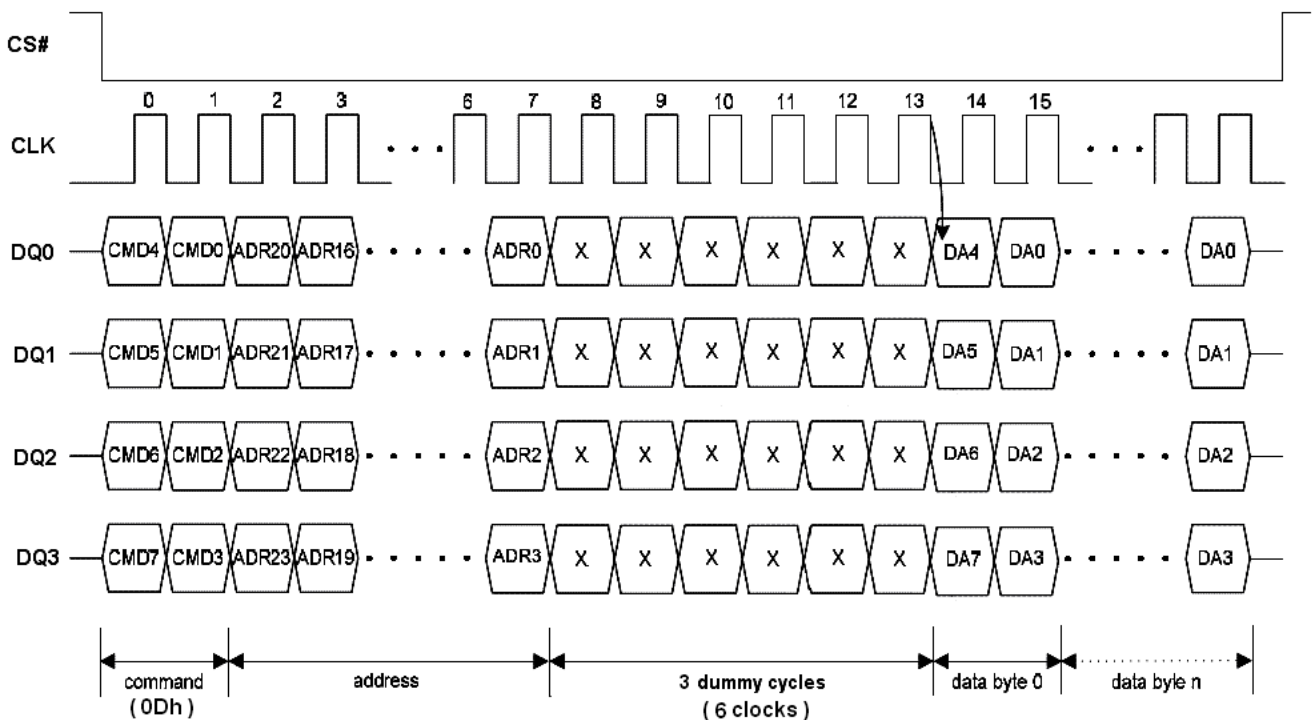 CS#
0 1 2 3 6 7 8 9 10 11 12 13 14 15
CLK
DQ0 CMD4 CMD0 ADR20 ADR16 ADR0 X X X X X X DA4 DA0 DA0
DQ1 CMD5 CMD1 ADR21 ADR17 ADR1 X X X X X X DA5 DA1 DA1
DQ2 CMD6 CMD2 ADR22 ADR18 ADR2 X X X X X X DA6 DA2 DA2
DQ3 CMD7 CMD3 ADR23 ADR19 ADR3 X X X X X X DA7 DA3 DA3
command address 3 dummy cycles data byte 0 data byle n
( 0Dh ) ( 6 clocks )